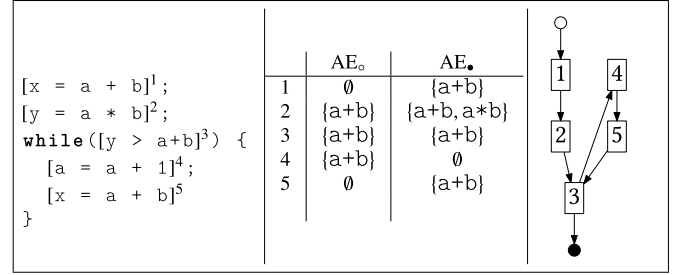 [x = a + b]¹;
[y = a * b]²;
while([y > a+b]³) {
[a = a + 1]⁴;
[x = a + b]⁵
}
AE○ AE●
1 ∅ {a+b}
2 {a+b} {a+b,a*b}
3 {a+b} {a+b}
4 {a+b} ∅
5 ∅ {a+b}
1 4
2 5
3